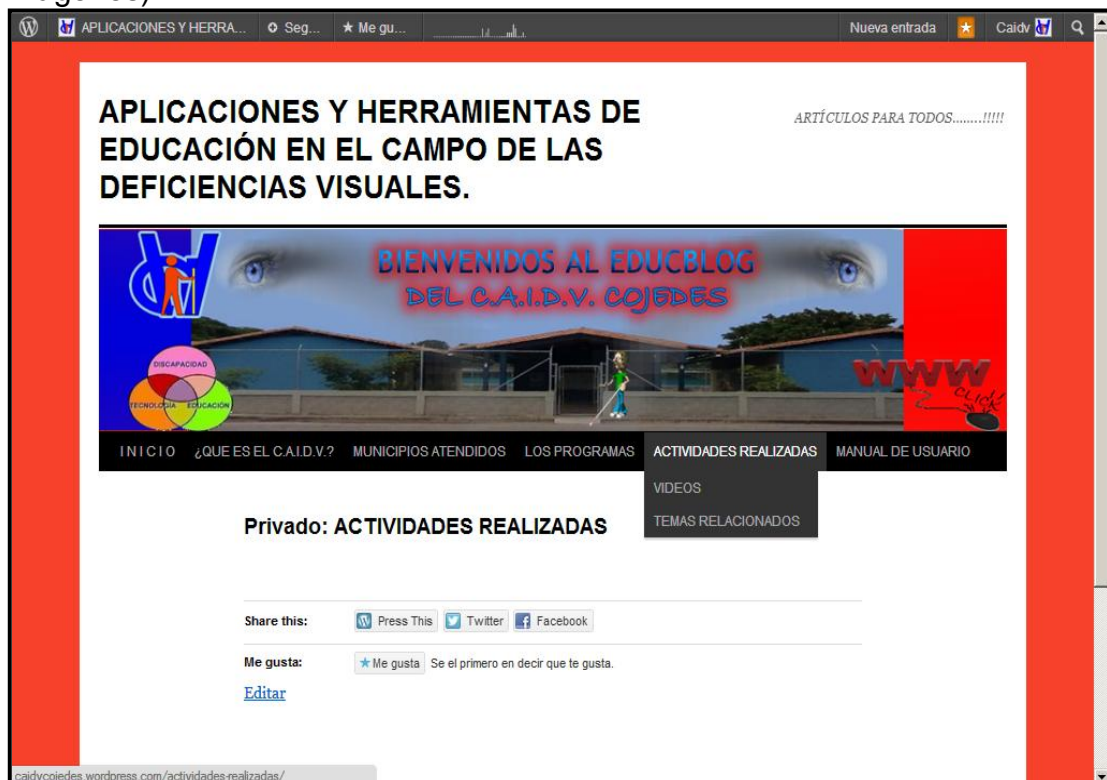 APLICACIONES Y HERRA... Seg... Me gu... Nueva entrada Caidv
APLICACIONES Y HERRAMIENTAS DE
EDUCACIÓN EN EL CAMPO DE LAS
DEFICIENCIAS VISUALES.
ARTÍCULOS PARA TODOS........!!!!!
BIENVENIDOS AL EDUCBLOG
DEL C.A.I.D.V. COJEDES
DISCAPACIDAD
TECNOLOGÍA EDUCACIÓN
WWW
CLICK!!
INICIO ¿QUE ES EL C.A.I.D.V.? MUNICIPIOS ATENDIDOS LOS PROGRAMAS ACTIVIDADES REALIZADAS MANUAL DE USUARIO
VIDEOS
TEMAS RELACIONADOS
Privado: ACTIVIDADES REALIZADAS
Share this: Press This Twitter Facebook
Me gusta: Me gusta Se el primero en decir que te gusta.
Editar
caidvcojedes.wordpress.com/actividades-realizadas/